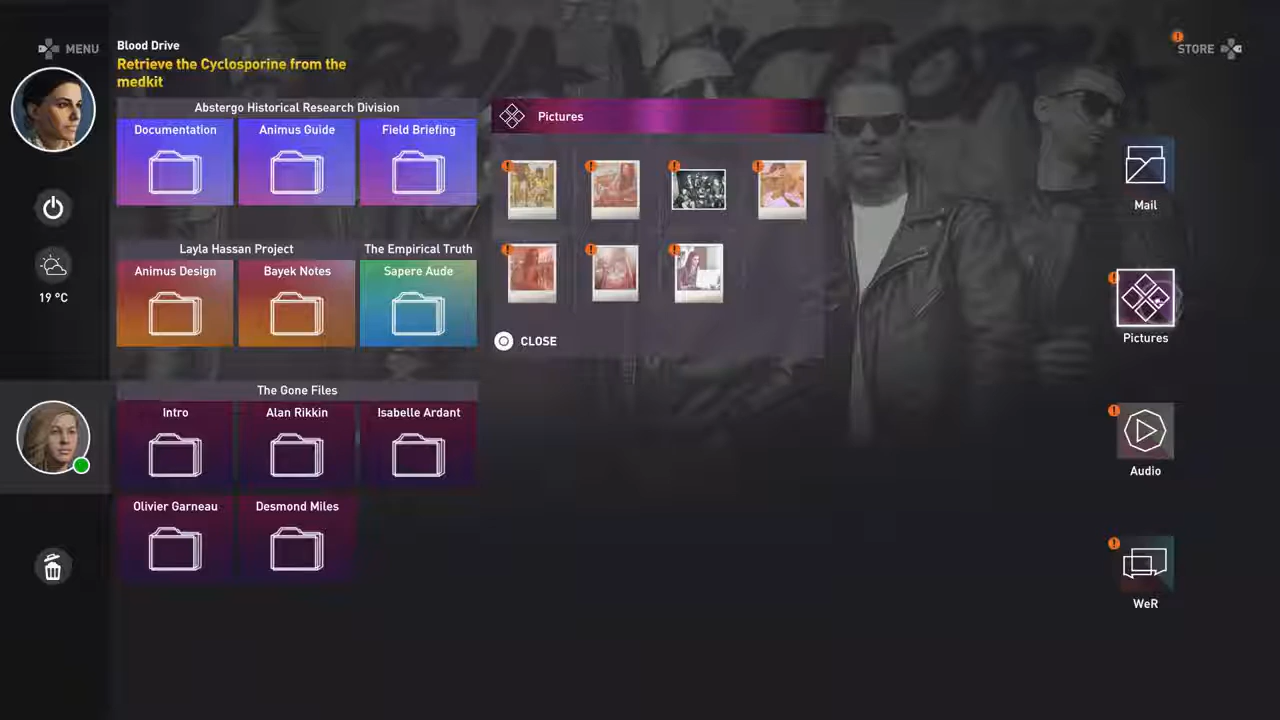 MENU
Blood Drive
Retrieve the Cyclosporine from the
medkit
STORE
Abstergo Historical Research Division
Documentation
Animus Guide
Field Briefing
Pictures
Mail
Layla Hassan Project
The Empirical Truth
Animus Design
Bayek Notes
Sapere Aude
19 °C
CLOSE
Pictures
The Gone Files
Intro
Alan Rikkin
Isabelle Ardant
Audio
Olivier Garneau
Desmond Miles
WeR